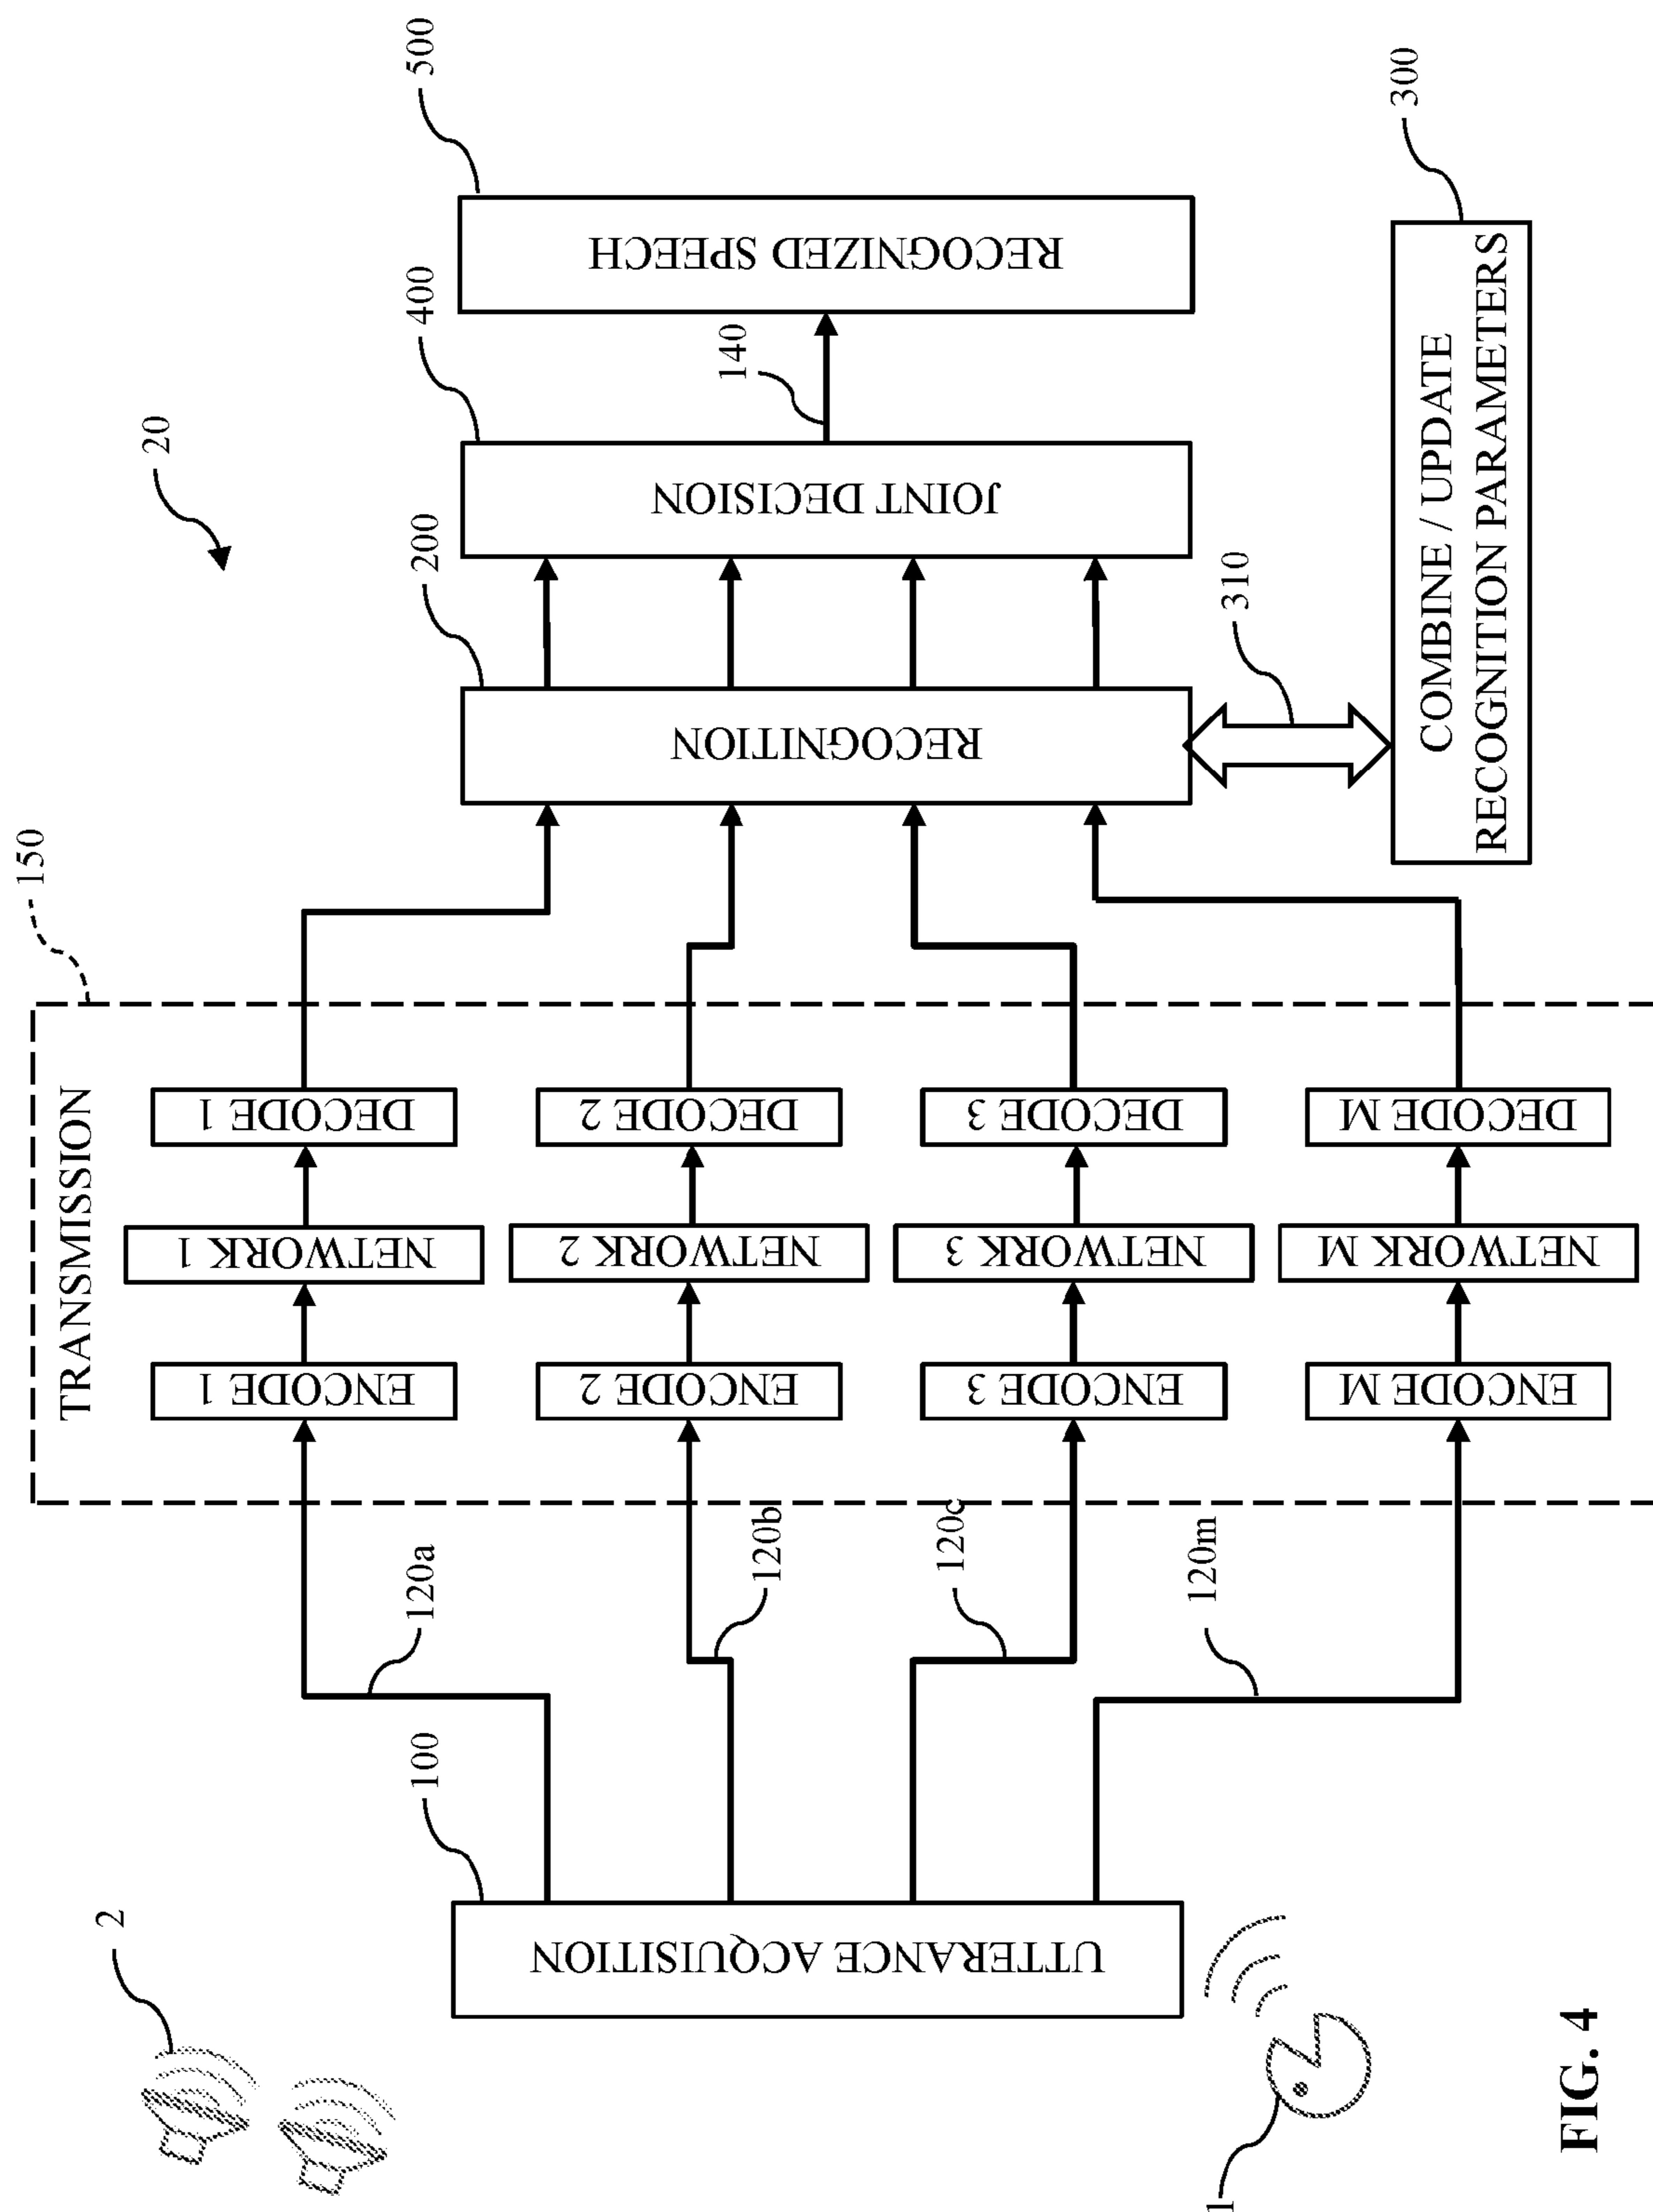 20
150
TRANSMISSION
2
100
UTTERANCE ACQUISITION
1
120a
120b
120c
120m
ENCODE 1
NETWORK 1
DECODE 1
ENCODE 2
NETWORK 2
DECODE 2
ENCODE 3
NETWORK 3
DECODE 3
ENCODE M
NETWORK M
DECODE M
200
RECOGNITION
400
JOINT DECISION
140
500
RECOGNIZED SPEECH
310
300
COMBINE / UPDATE
RECOGNITION PARAMETERS
FIG. 4